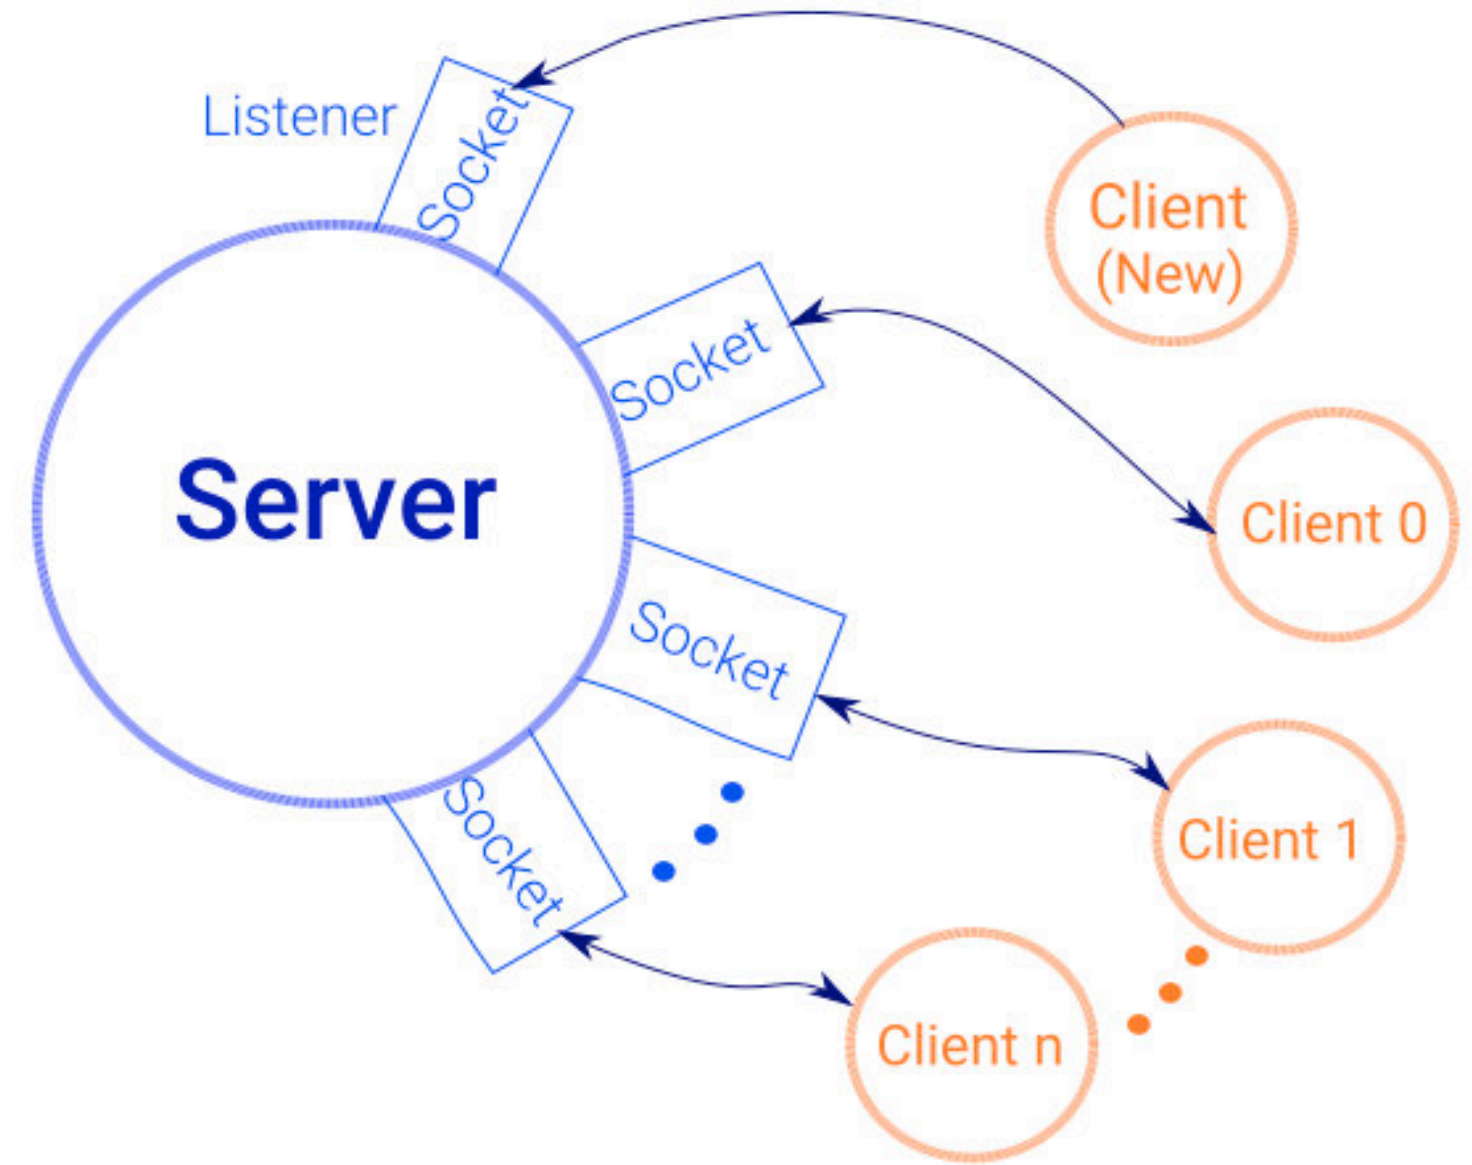 Listener
Socket
Client
(New)
Socket
Server
Client 0
Socket
Client 1
Socket
Client n